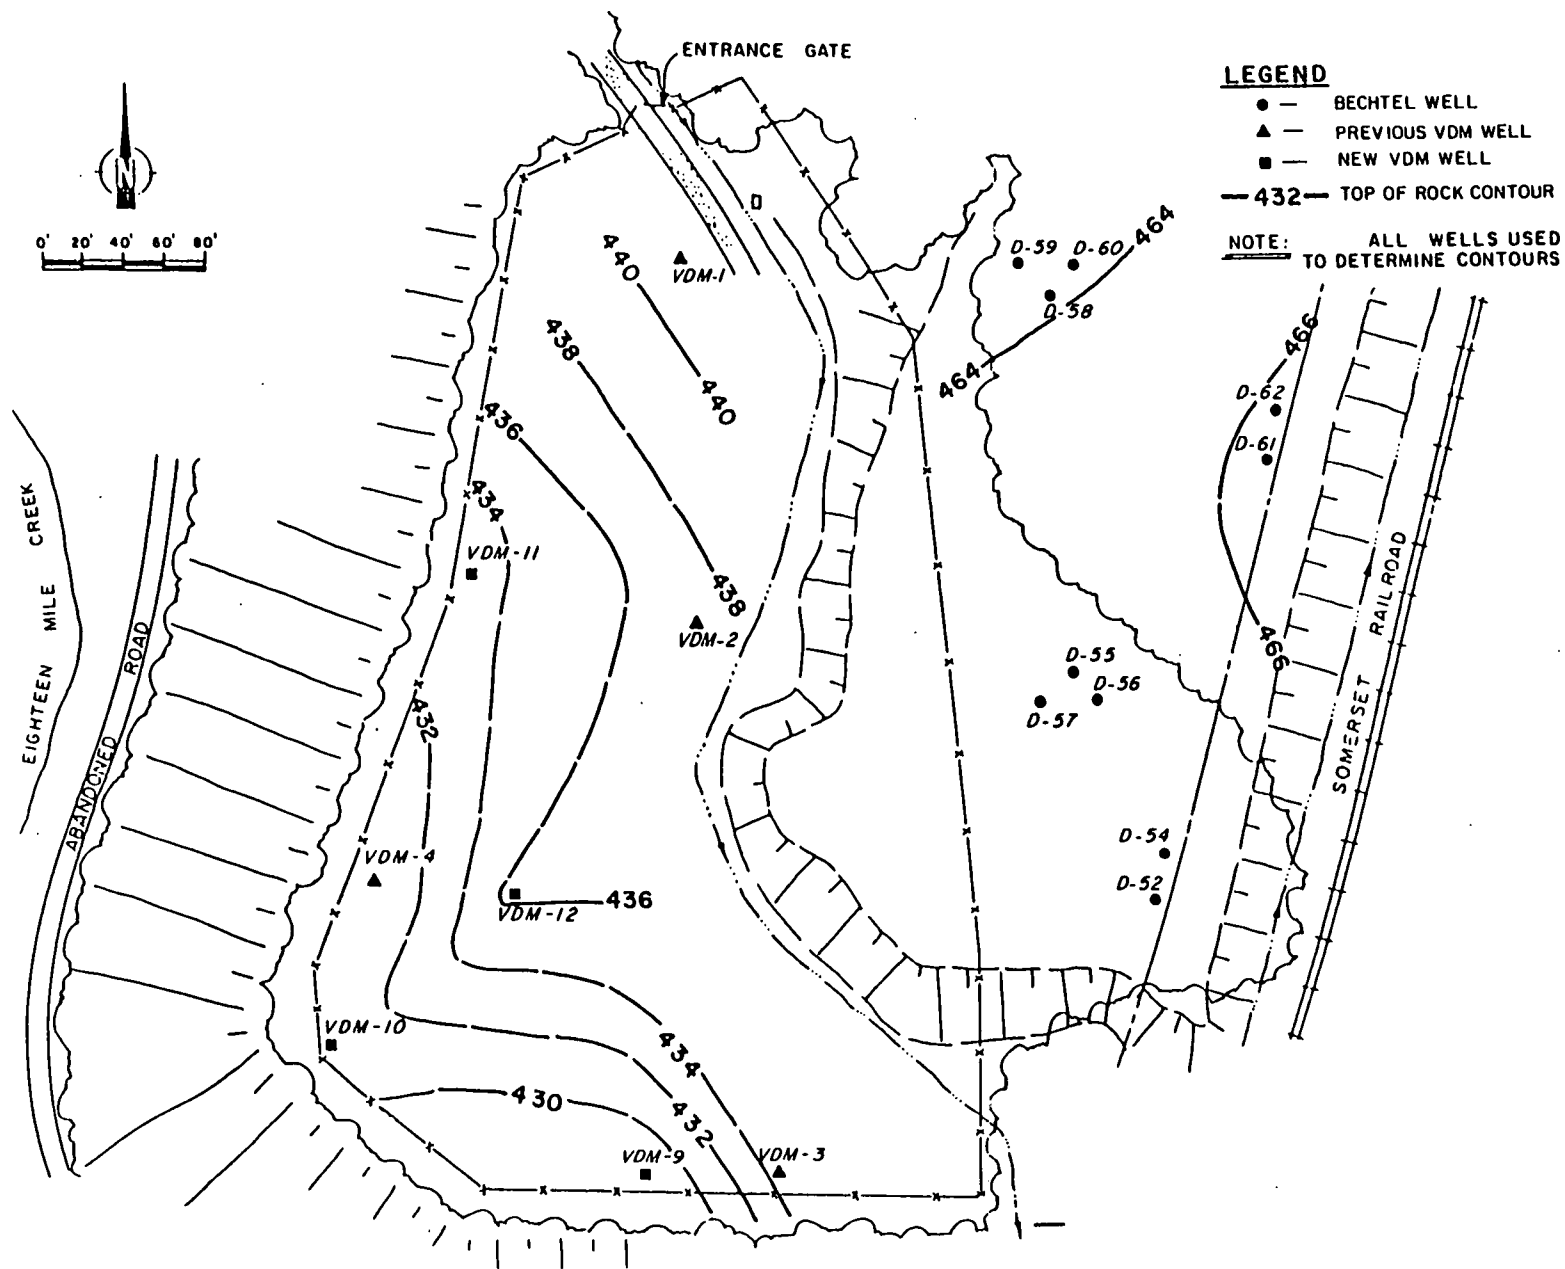 ENTRANCE GATE
LEGEND
● — BECHTEL WELL
▲ — PREVIOUS VDM WELL
■ — NEW VDM WELL
—432— TOP OF ROCK CONTOUR
NOTE: ALL WELLS USED
TO DETERMINE CONTOURS
N
0' 20' 40' 60' 80'
464
D-59
D-60
D-58
464
440
VDM-1
438
440
466
D-62
D-61
436
434
VDM-11
438
VDM-2
466
D-55
D-56
D-57
432
EIGHTEEN MILE CREEK
ABANDONED ROAD
SOMERSET RAILROAD
VDM-4
D-54
D-52
436
VDM-12
VDM-10
434
430
432
VDM-9
VDM-3